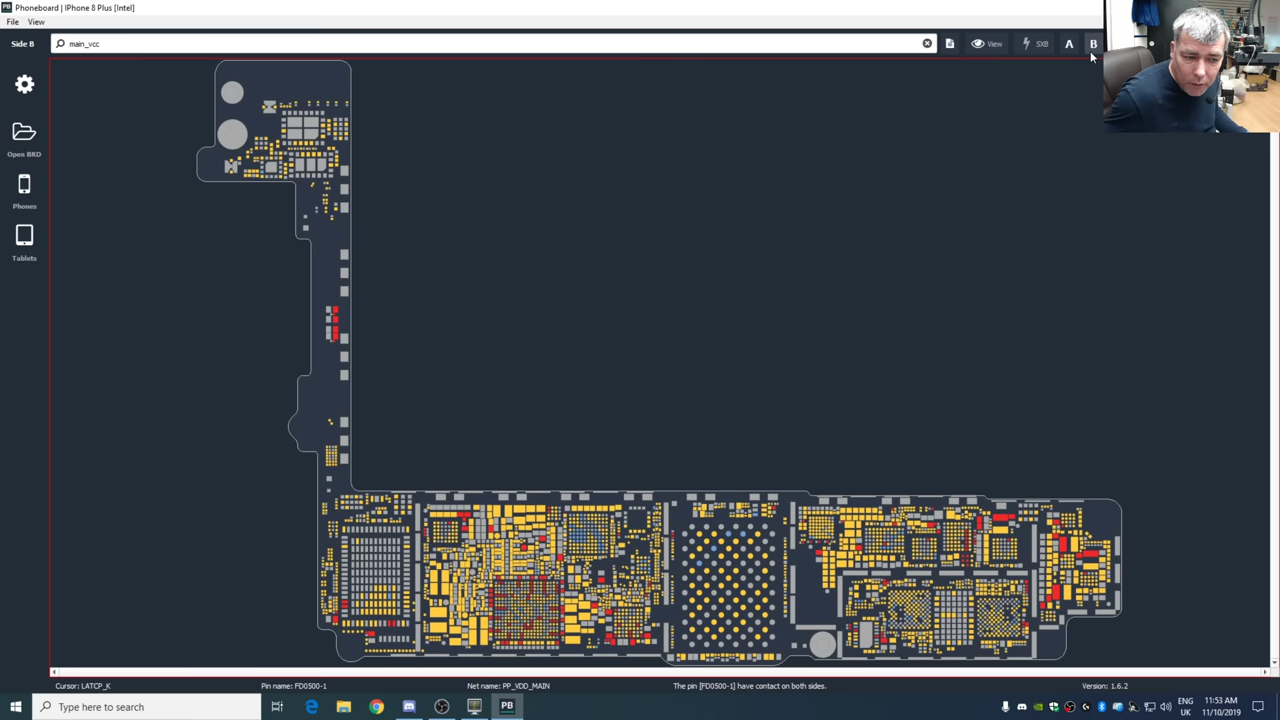 Phoneboard | IPhone 8 Plus [Intel]
File View
Side B
main_vcc
View
SXB
A
B
Open BRD
Phones
Tablets
Cursor: LATCP_K
Pin name: FD0500-1
Net name: PP_VDD_MAIN
The pin [FD0500-1] have contact on both sides.
Version: 1.6.2
Type here to search
ENG
UK
11:53 AM
11/10/2019